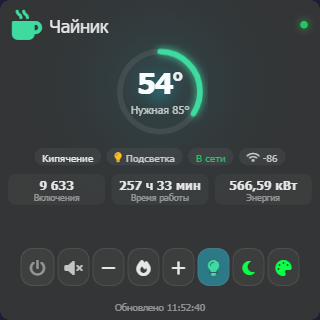 Чайник
54°
Нужная 85°
Кипячение
Подсветка
В сети
-86
9 633
257 ч 33 мин
566,59 кВт
Включения
Время работы
Энергия
Обновлено 11:52:40